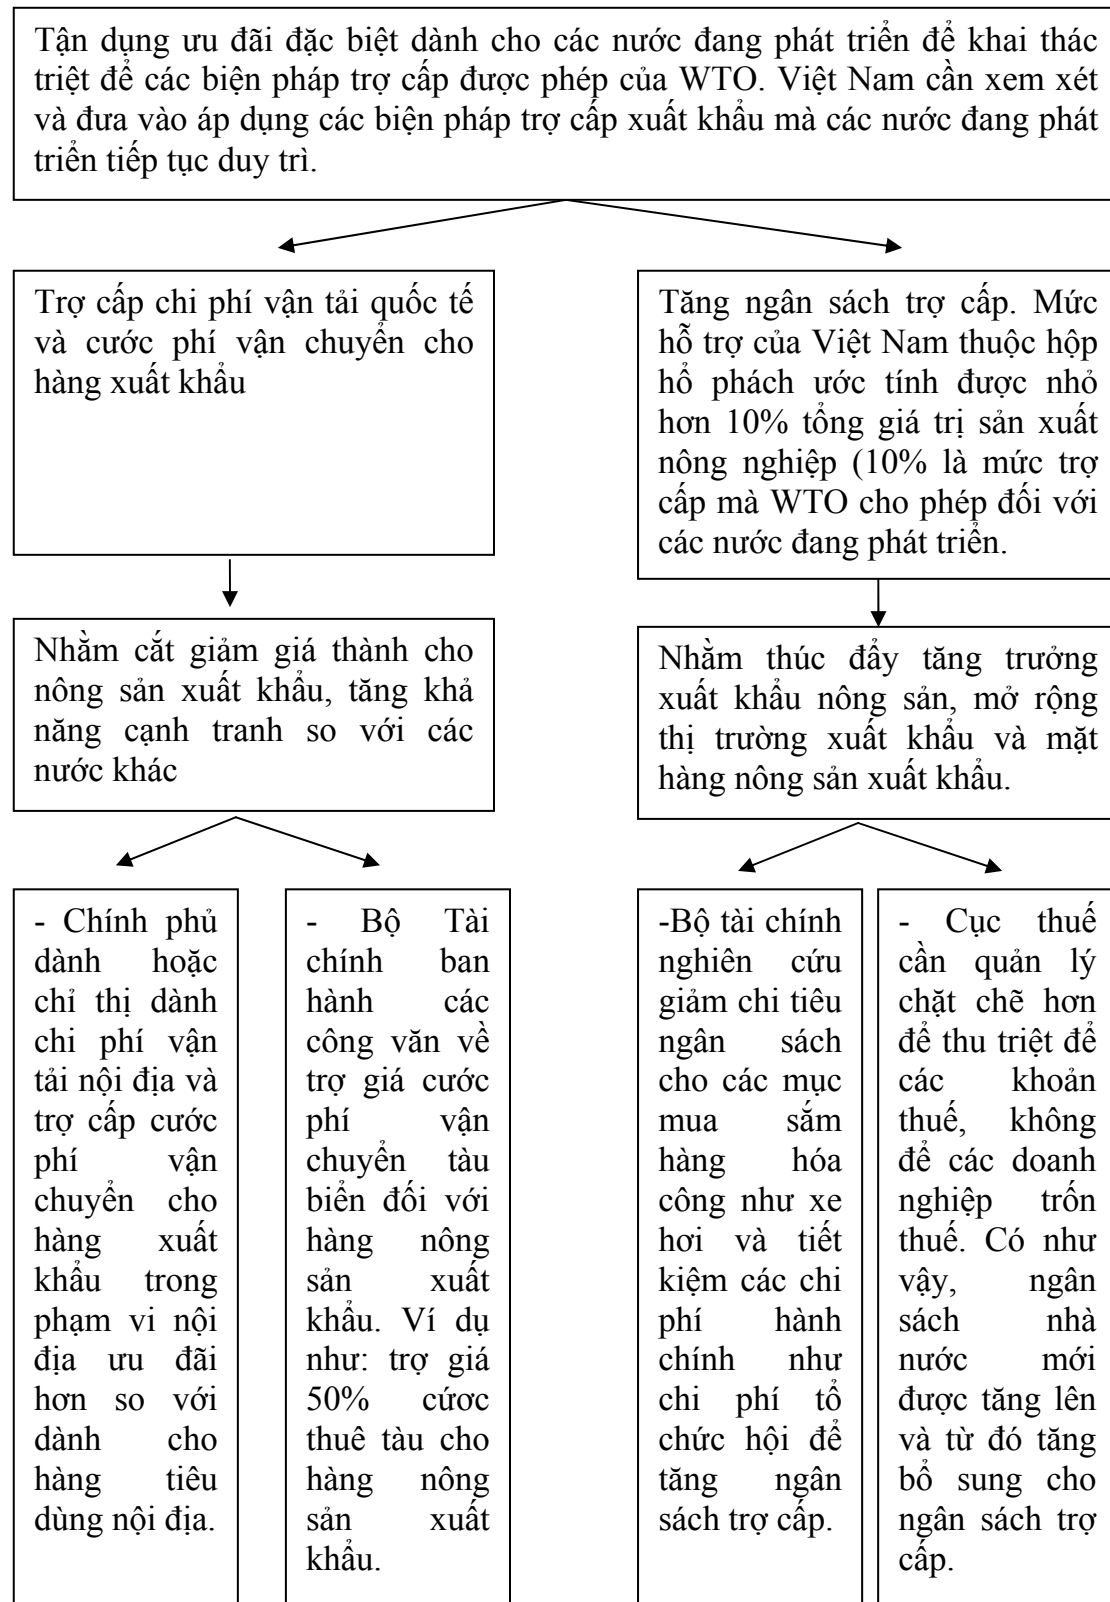 Tận dụng ưu đãi đặc biệt dành cho các nước đang phát triển để khai thác
triệt để các biện pháp trợ cấp được phép của WTO. Việt Nam cần xem xét
và đưa vào áp dụng các biện pháp trợ cấp xuất khẩu mà các nước đang phát
triển tiếp tục duy trì.
Trợ cấp chi phí vận tải quốc tế
và cước phí vận chuyển cho
hàng xuất khẩu
Tăng ngân sách trợ cấp. Mức
hỗ trợ của Việt Nam thuộc hộp
hổ phách ước tính được nhỏ
hơn 10% tổng giá trị sản xuất
nông nghiệp (10% là mức trợ
cấp mà WTO cho phép đối với
các nước đang phát triển.
Nhằm cắt giảm giá thành cho
nông sản xuất khẩu, tăng khả
năng cạnh tranh so với các
nước khác
Nhằm thúc đẩy tăng trưởng
xuất khẩu nông sản, mở rộng
thị trường xuất khẩu và mặt
hàng nông sản xuất khẩu.
- Chính phủ
dành hoặc
chỉ thị dành
chi phí vận
tải nội địa và
trợ cấp cước
phí vận
chuyển cho
hàng xuất
khẩu trong
phạm vi nội
địa ưu đãi
hơn so với
dành cho
hàng tiêu
dùng nội địa.
- Bộ Tài
chính ban
hành các
công văn về
trợ giá cước
phí vận
chuyển tàu
biển đối với
hàng nông
sản xuất
khẩu. Ví dụ
như: trợ giá
50% cứơc
thuê tàu cho
hàng nông
sản xuất
khẩu.
-Bộ tài chính
nghiên cứu
giảm chi tiêu
ngân sách
cho các mục
mua sắm
hàng hóa
công như xe
hơi và tiết
kiệm các chi
phí hành
chính như
chi phí tổ
chức hội để
tăng ngân
sách trợ cấp.
- Cục thuế
cần quản lý
chặt chẽ hơn
để thu triệt để
các khoản
thuế, không
để các doanh
nghiệp trốn
thuế. Có như
vậy, ngân
sách nhà
nước mới
được tăng lên
và từ đó tăng
bổ sung cho
ngân sách trợ
cấp.